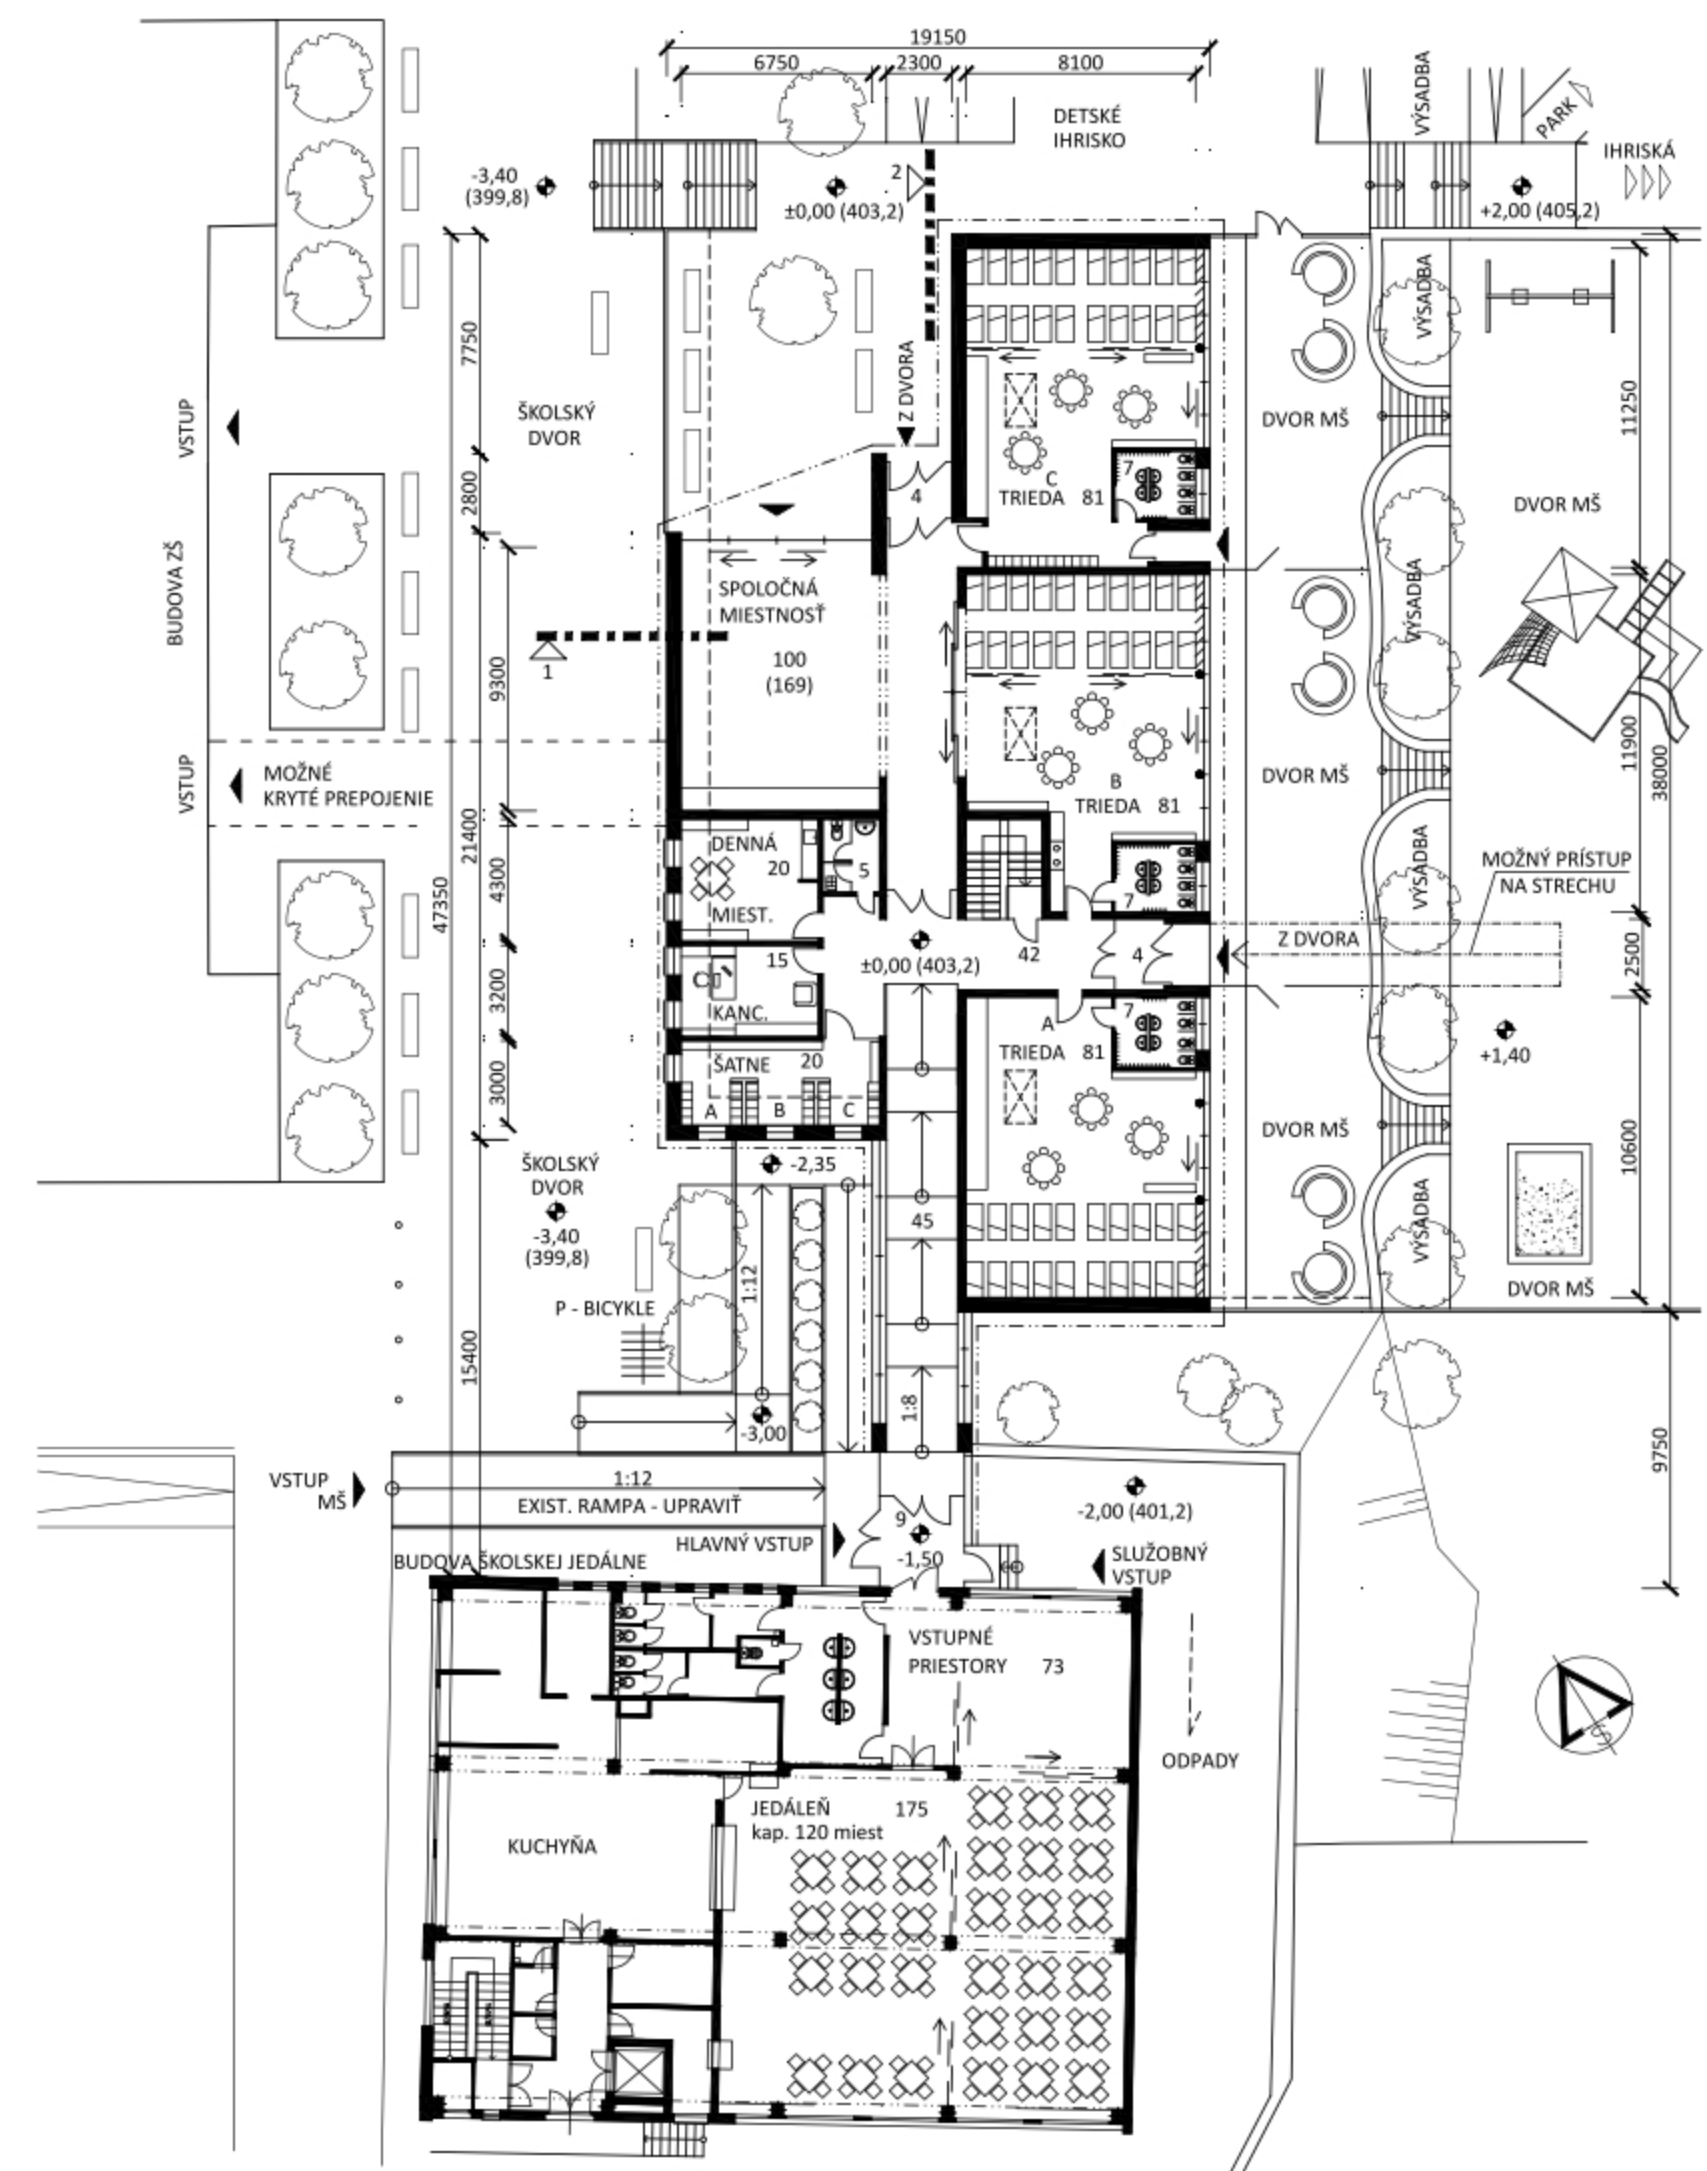 19150
6750
2300
8100
DETSKÉ
IHRISKO
VÝSADBA
PARK
IHRISKÁ
-3,40
(399,8)
2
±0,00 (403,2)
+2,00 (405,2)
VÝSADBA
7750
Z DVORA
VSTUP
ŠKOLSKÝ
DVOR
DVOR MŠ
11250
2800
4
C
TRIEDA 81
7
DVOR MŠ
BUDOVA ZŠ
SPOLOČNÁ
MIESTNOSŤ
100
(169)
1
9300
VÝSADBA
VSTUP
MOŽNÉ
KRYTÉ PREPOJENIE
B
TRIEDA 81
DVOR MŠ
11900
38000
21400
47350
4300
DENNÁ
20
MIEST.
5
7
VÝSADBA
MOŽNÝ PRÍSTUP
NA STRECHU
Z DVORA
42
4
±0,00 (403,2)
2500
3200
15
KANC.
A
TRIEDA 81
7
+1,40
3000
ŠATNE 20
A
B
C
DVOR MŠ
10600
ŠKOLSKÝ
DVOR
-3,40
(399,8)
-2,35
45
VÝSADBA
DVOR MŠ
1:12
P - BICYKLE
15400
1:8
-3,00
9750
VSTUP
MŠ
1:12
EXIST. RAMPA - UPRAVIŤ
-2,00 (401,2)
HLAVNÝ VSTUP
9
-1,50
SLUŽOBNÝ
VSTUP
BUDOVA ŠKOLSKEJ JEDÁLNE
VSTUPNÉ
PRIESTORY 73
S
ODPADY
JEDÁLEŇ 175
kap. 120 miest
KUCHYŇA